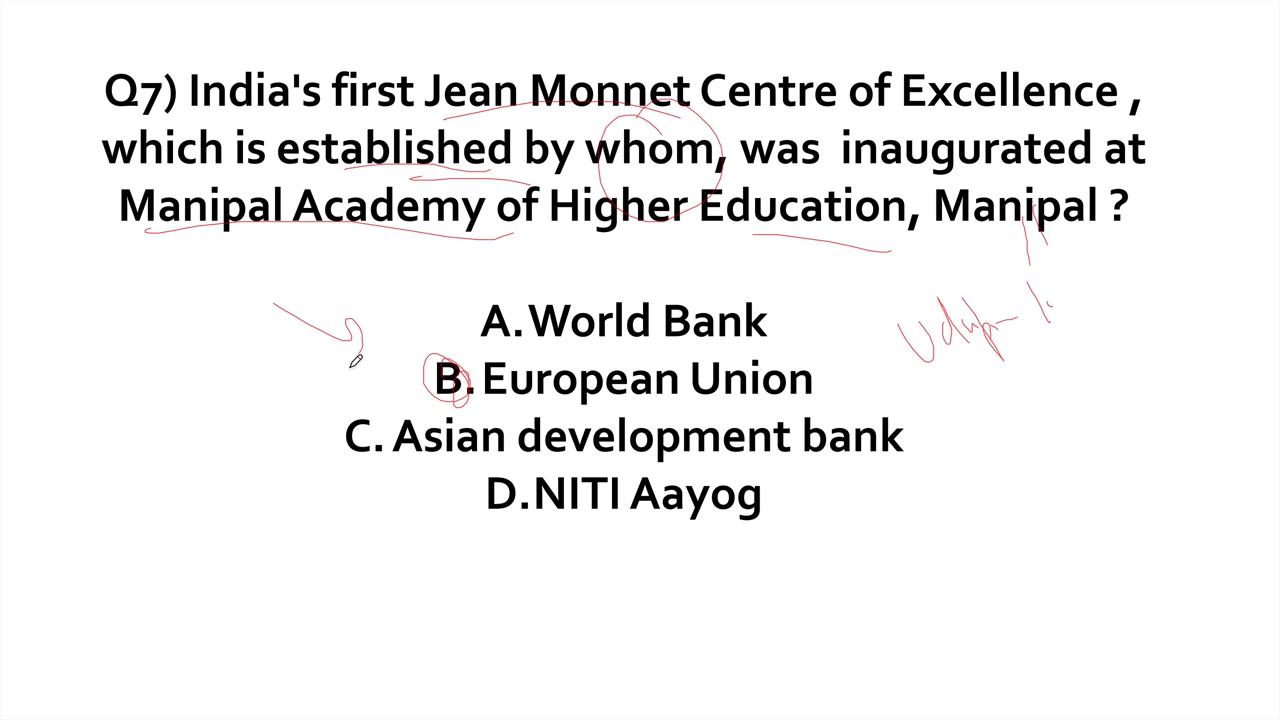 Q7) India's first Jean Monnet Centre of Excellence ,
which is established by whom, was  inaugurated at
Manipal Academy of Higher Education, Manipal ?
A. World Bank
B. European Union
C. Asian development bank
D. NITI Aayog